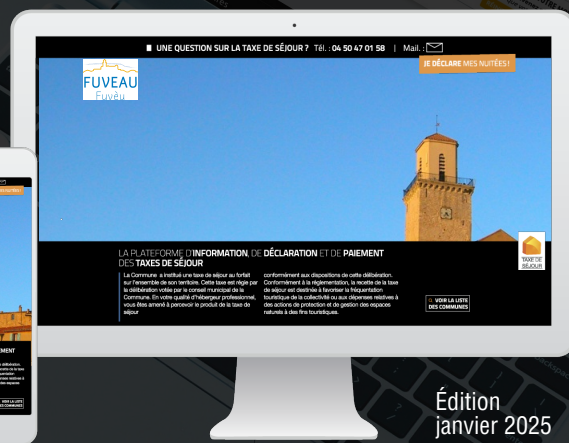 UNE QUESTION SUR LA TAXE DE SÉJOUR ? Tél. : 04 50 47 01 58 | Mail. :
JE DÉCLARE MES NUITÉES !
FUVEAU
Fuvèu
LA PLATEFORME D'INFORMATION, DE DÉCLARATION ET DE PAIEMENT
DES TAXES DE SÉJOUR
La Commune a institué une taxe de séjour au forfait
sur l'ensemble de son territoire. Cette taxe est régie par
la délibération votée par le conseil municipal de la
Commune. En votre qualité d'hébergeur professionnel,
vous êtes amené à percevoir le produit de la taxe de
séjour
conformément aux dispositions de cette délibération.
Conformément à la réglementation, la recette de la taxe
de séjour est destinée à favoriser la fréquentation
touristique de la collectivité ou aux dépenses relatives à
des actions de protection et de gestion des espaces
naturels à des fins touristiques.
TAXE DE
SÉJOUR
VOIR LA LISTE
DES COMMUNES
Édition
janvier 2025